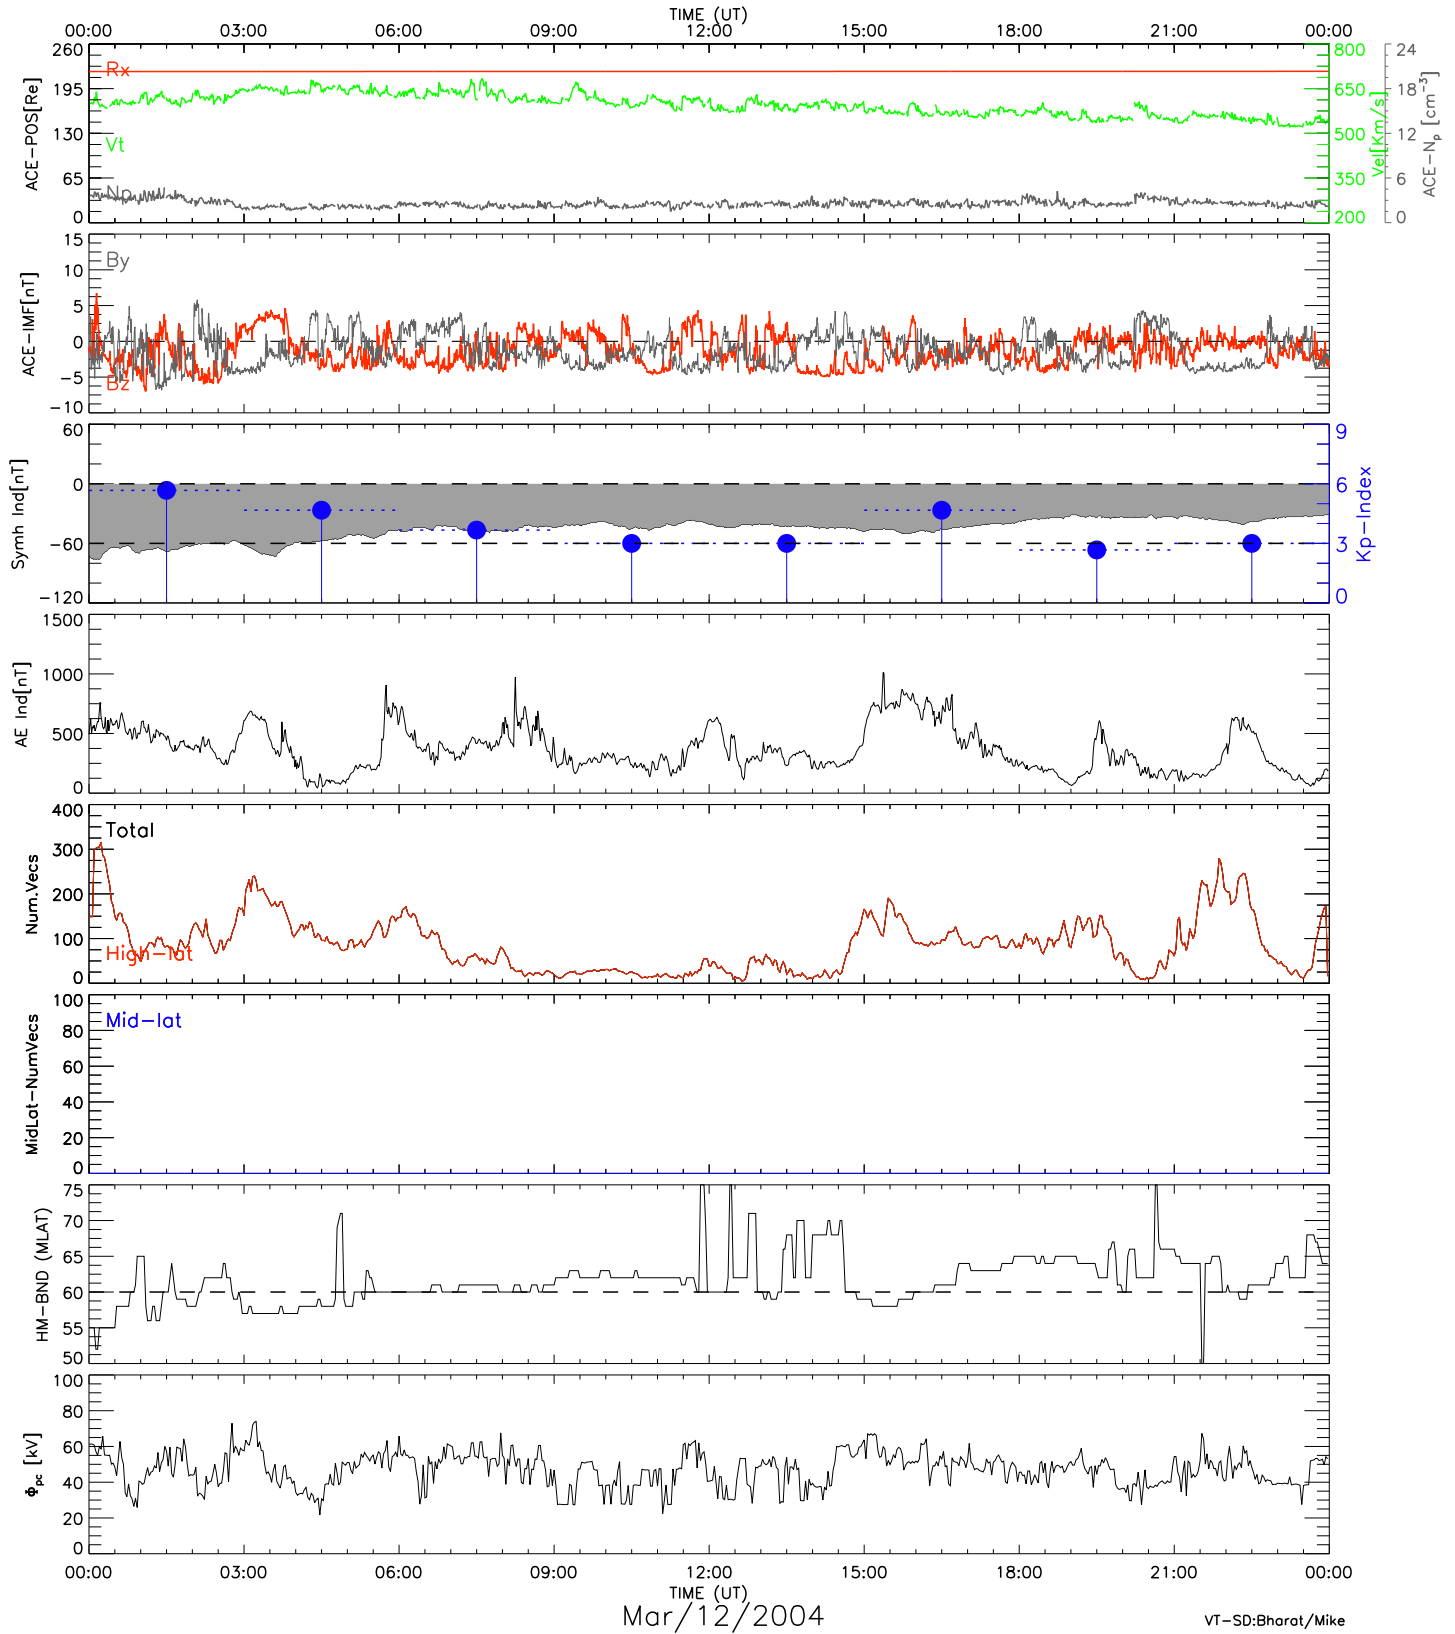 TIME (UT)
00:00 03:00 06:00 09:00 12:00 15:00 18:00 21:00 00:00
ACE-POS[Re]
260
195
130
65
0
Rx
Vt
Np
800
650
500
350
200
Vel[Km/s]
24
18
12
6
0
ACE-Np [cm⁻³]
ACE-IMF[nT]
15
10
5
0
-5
-10
By
Bz
Symh Ind[nT]
60
0
-60
-120
9
6
3
0
Kp-Index
AE Ind[nT]
1500
1000
500
0
Num.Vecs
400
300
200
100
0
Total
High-lat
MidLat-NumVecs
100
80
60
40
20
0
Mid-lat
HM-BND (MLAT)
75
70
65
60
55
50
Φpc [kV]
100
80
60
40
20
0
00:00 03:00 06:00 09:00 12:00 15:00 18:00 21:00 00:00
TIME (UT)
Mar/12/2004
VT-SD:Bharat/Mike